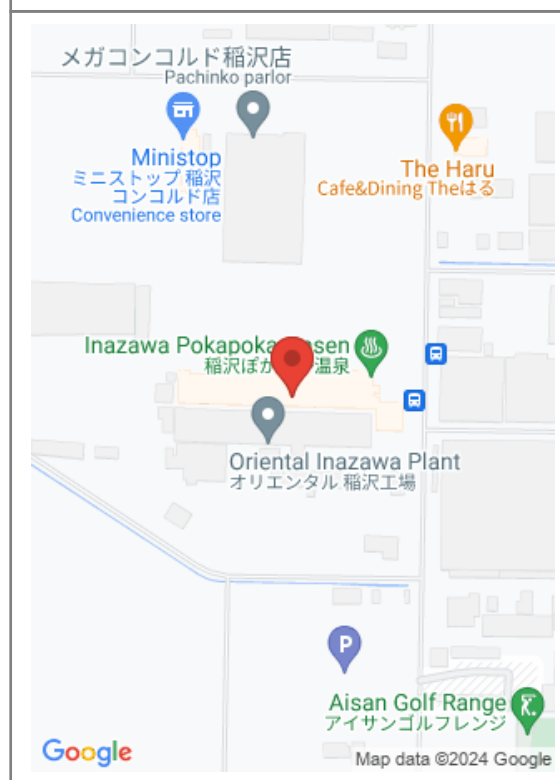 メガコンコルド稲沢店
Pachinko parlor
Ministop
ミニストップ 稲沢
コンコルド店
Convenience store
The Haru
Cafe&Dining Theはる
Inazawa Pokapoka
sen
稲沢ぽか
温泉
Oriental Inazawa Plant
オリエンタル 稲沢工場
P
Aisan Golf Range
アイサンゴルフレンジ
Google
Map data ©2024 Google